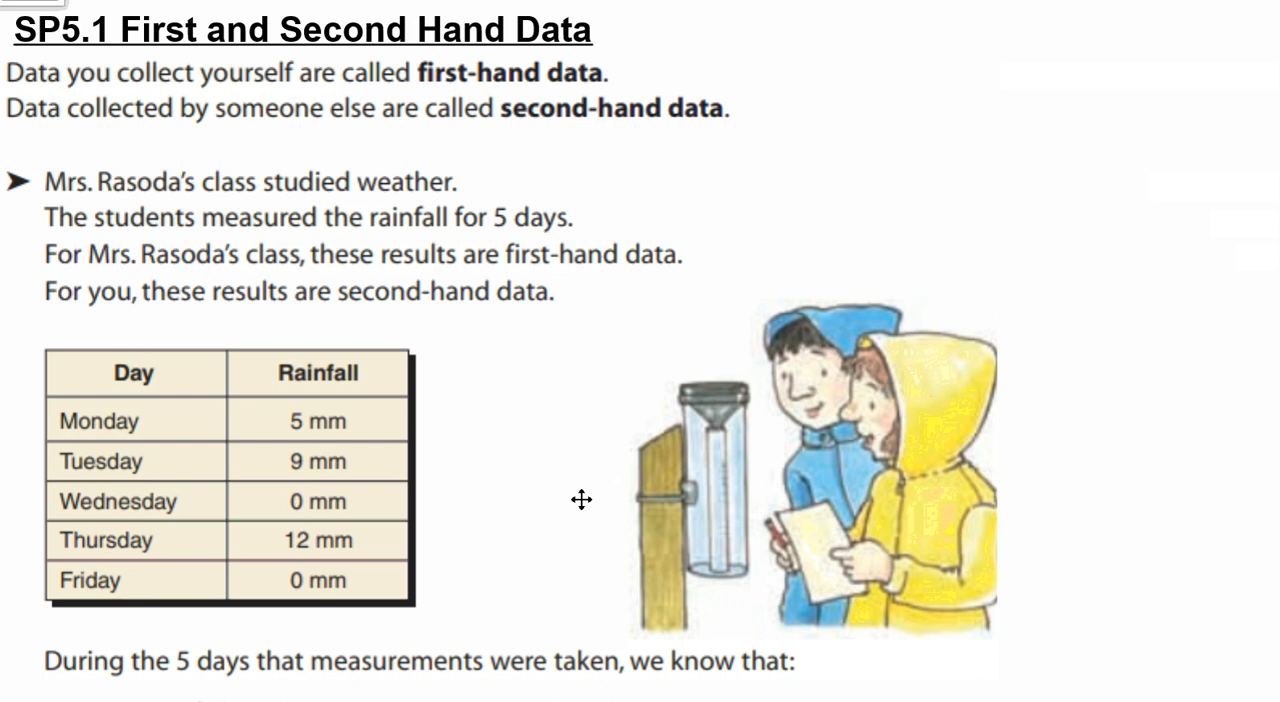 SP5.1 First and Second Hand Data
Data you collect yourself are called first-hand data.
Data collected by someone else are called second-hand data.
➤ Mrs. Rasoda’s class studied weather.
The students measured the rainfall for 5 days.
For Mrs. Rasoda’s class, these results are first-hand data.
For you, these results are second-hand data.
Day Rainfall
Monday 5 mm
Tuesday 9 mm
Wednesday 0 mm
Thursday 12 mm
Friday 0 mm
During the 5 days that measurements were taken, we know that: